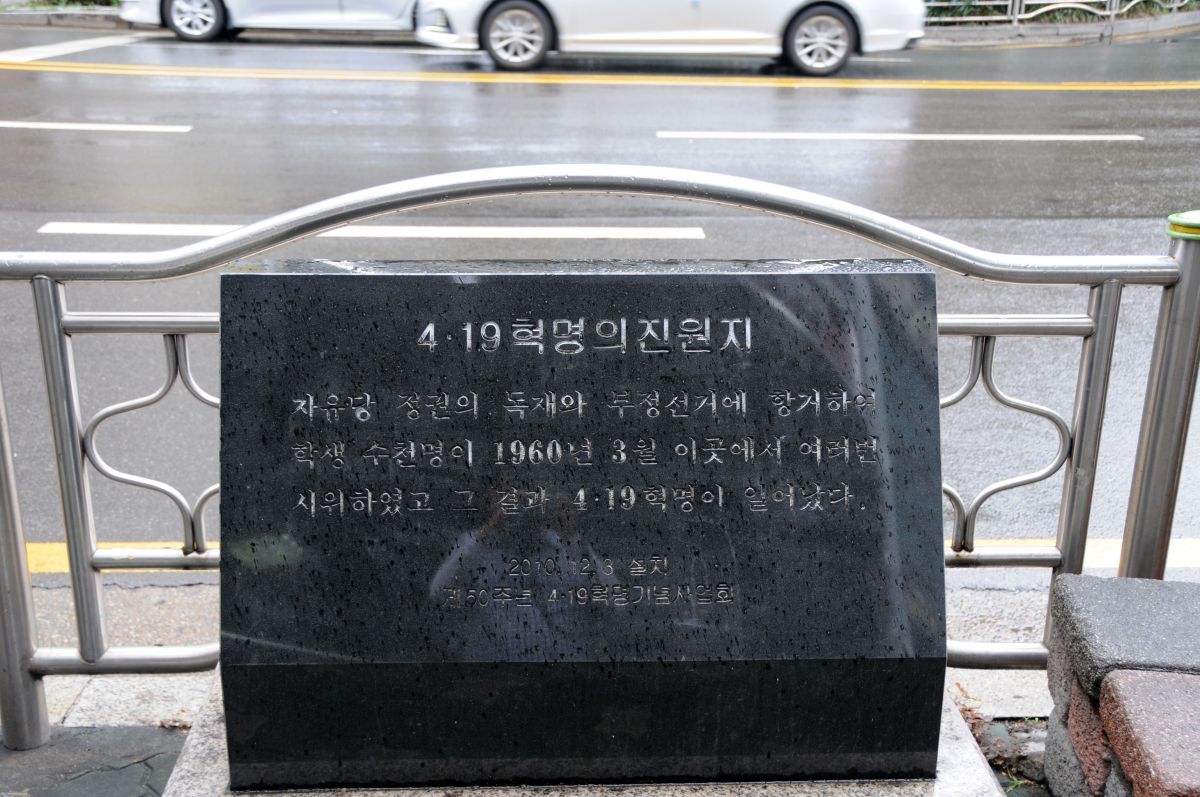 4·19혁명의진원지
자유당 정권의 독재와 부정선거에 항거하여
학생 수천명이 1960년 3월 이곳에서 여러번
시위하였고 그 결과 4·19혁명이 일어났다.
2010. 12. 3 설치
제50주년 4·19혁명기념사업회